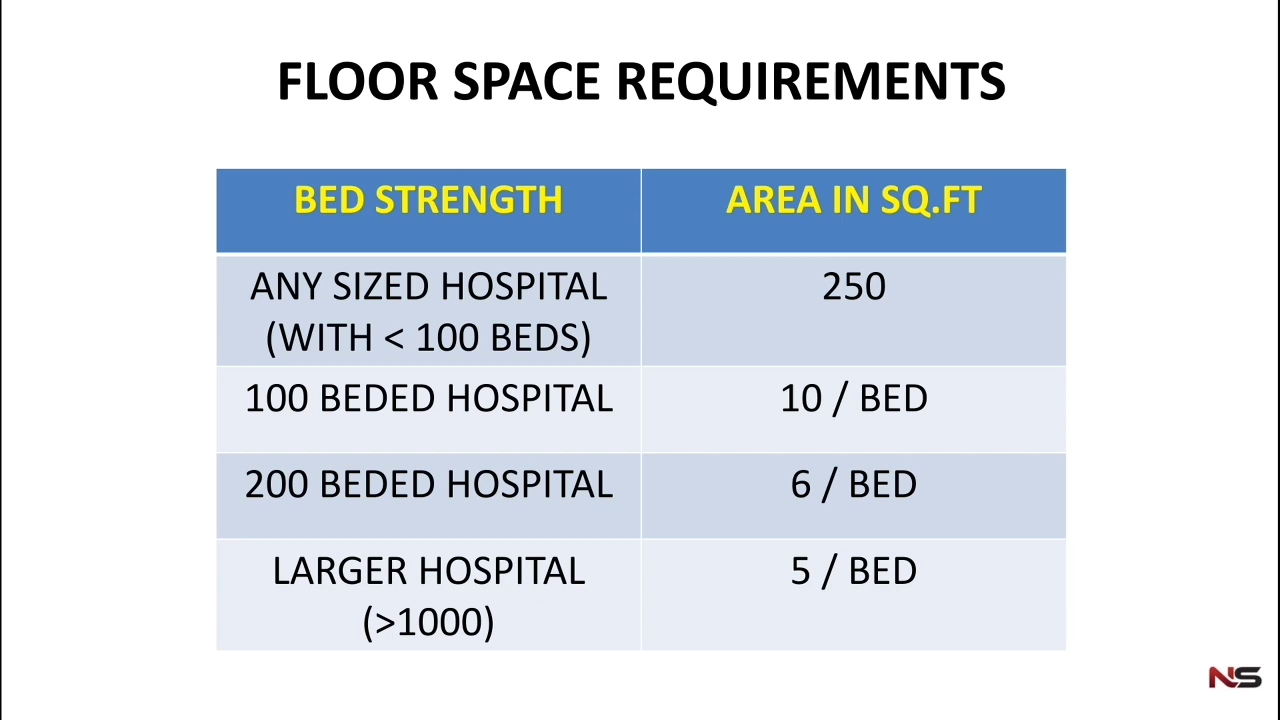 FLOOR SPACE REQUIREMENTS
BED STRENGTH
AREA IN SQ.FT
ANY SIZED HOSPITAL
(WITH < 100 BEDS)
250
100 BEDED HOSPITAL
10 / BED
200 BEDED HOSPITAL
6 / BED
LARGER HOSPITAL
(>1000)
5 / BED
NS